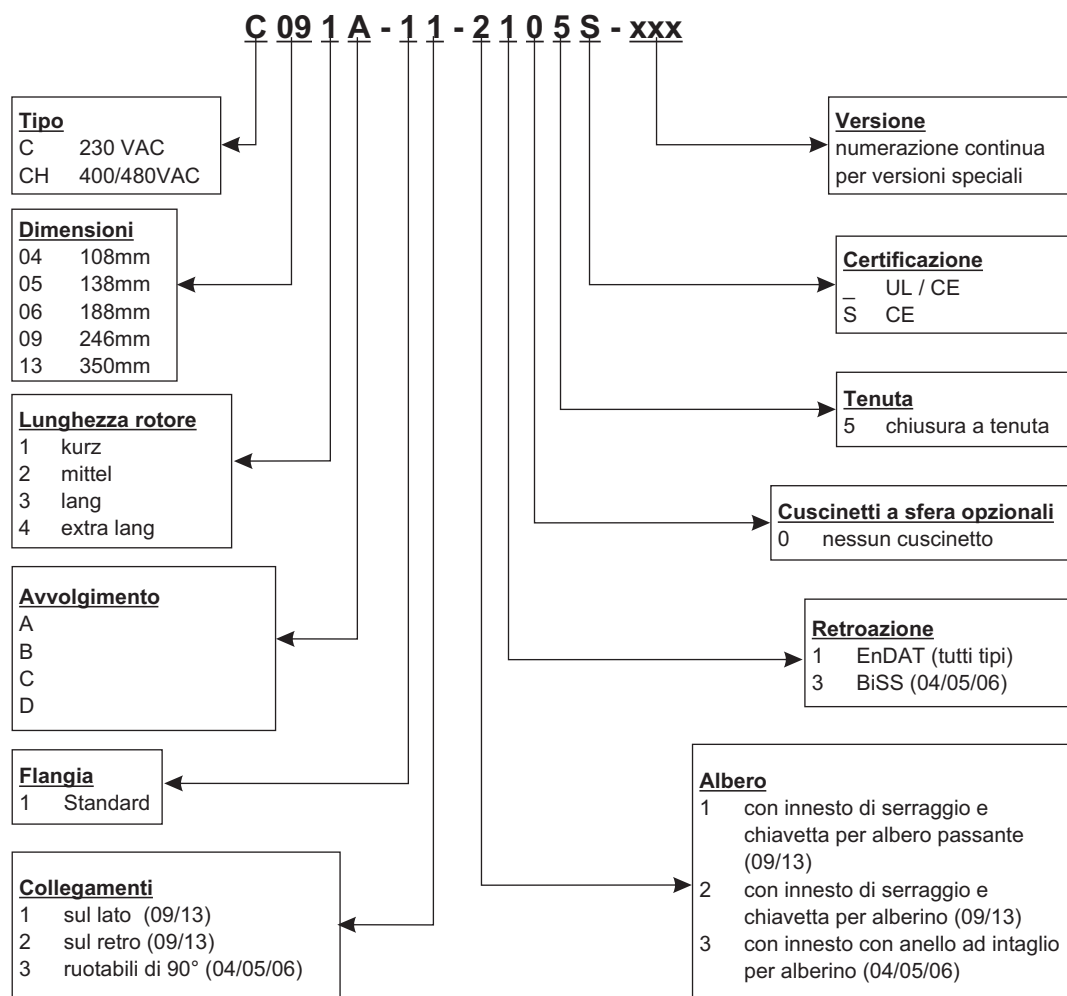 C 09 1 A - 1 1 - 2 1 0 5 S - xxx
Tipo
C 230 VAC
CH 400/480VAC
Dimensioni
04 108mm
05 138mm
06 188mm
09 246mm
13 350mm
Lunghezza rotore
1 kurz
2 mittel
3 lang
4 extra lang
Avvolgimento
A
B
C
D
Flangia
1 Standard
Collegamenti
1 sul lato (09/13)
2 sul retro (09/13)
3 ruotabili di 90° (04/05/06)
Versione
numerazione continua
per versioni speciali
Certificazione
_ UL / CE
S CE
Tenuta
5 chiusura a tenuta
Cuscinetti a sfera opzionali
0 nessun cuscinetto
Retroazione
1 EnDAT (tutti tipi)
3 BiSS (04/05/06)
Albero
1 con innesto di serraggio e
chiavetta per albero passante
(09/13)
2 con innesto di serraggio e
chiavetta per alberino (09/13)
3 con innesto con anello ad intaglio
per alberino (04/05/06)